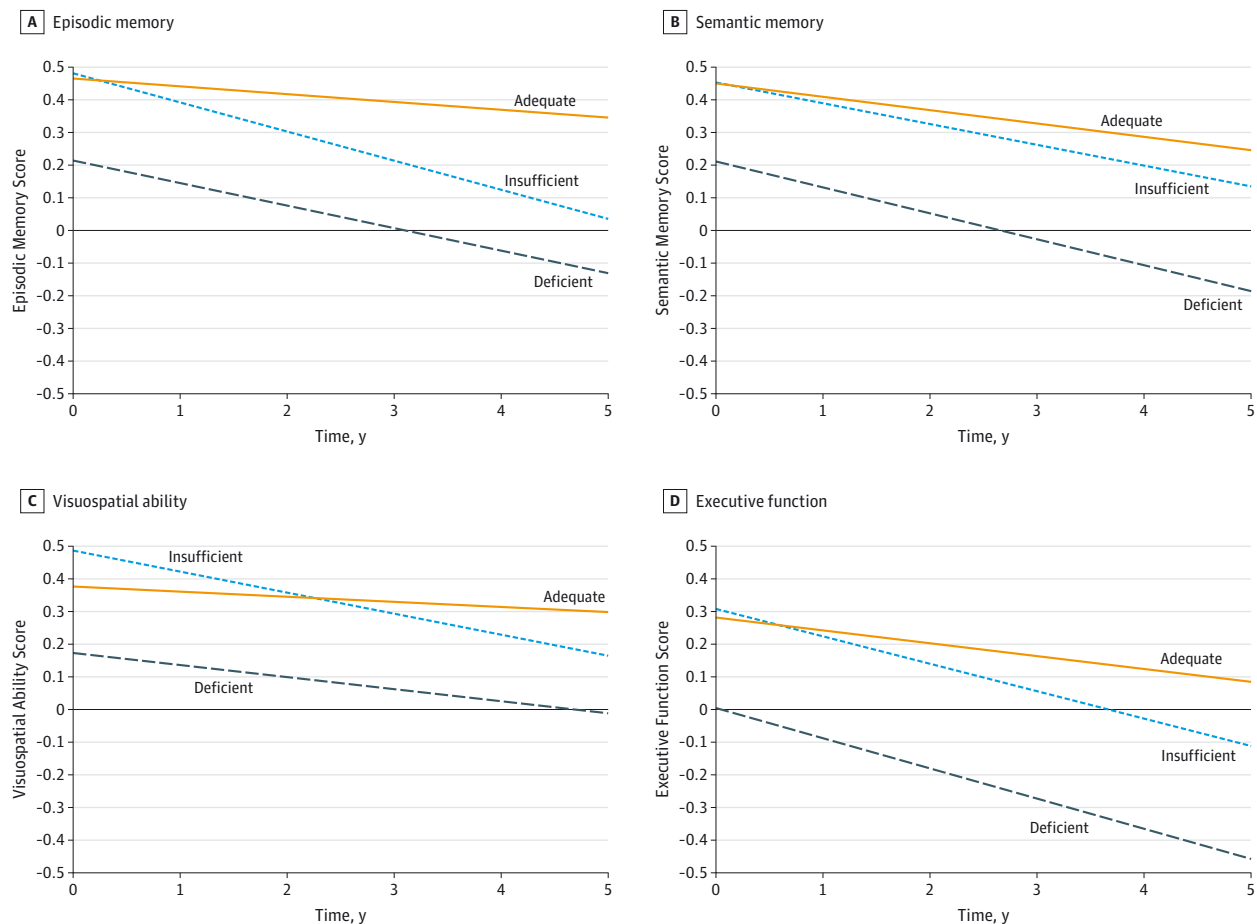 A Episodic memory
0.5
0.4
0.3
0.2
0.1
0
-0.1
-0.2
-0.3
-0.4
-0.5
Episodic Memory Score
Adequate
Insufficient
Deficient
0 1 2 3 4 5
Time, y
B Semantic memory
0.5
0.4
0.3
0.2
0.1
0
-0.1
-0.2
-0.3
-0.4
-0.5
Semantic Memory Score
Adequate
Insufficient
Deficient
0 1 2 3 4 5
Time, y
C Visuospatial ability
0.5
0.4
0.3
0.2
0.1
0
-0.1
-0.2
-0.3
-0.4
-0.5
Visuospatial Ability Score
Insufficient
Adequate
Deficient
0 1 2 3 4 5
Time, y
D Executive function
0.5
0.4
0.3
0.2
0.1
0
-0.1
-0.2
-0.3
-0.4
-0.5
Executive Function Score
Adequate
Insufficient
Deficient
0 1 2 3 4 5
Time, y